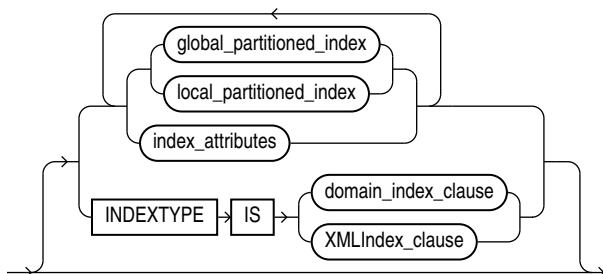 global_partitioned_index
local_partitioned_index
index_attributes
INDEXTYPE IS
domain_index_clause
XMLIndex_clause